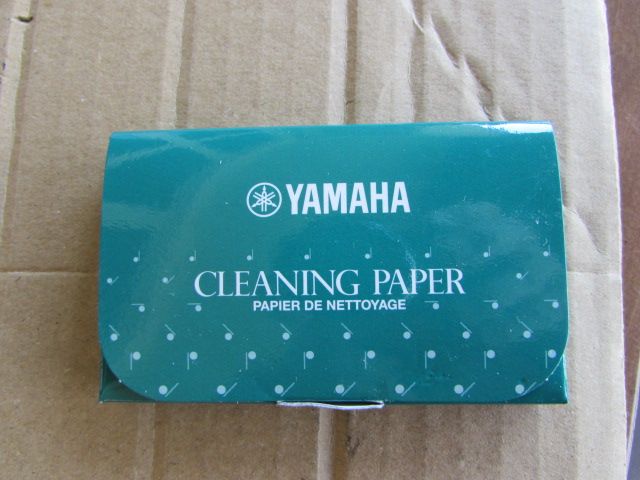 YAMAHA
CLEANING PAPER
PAPIER DE NETTOYAGE